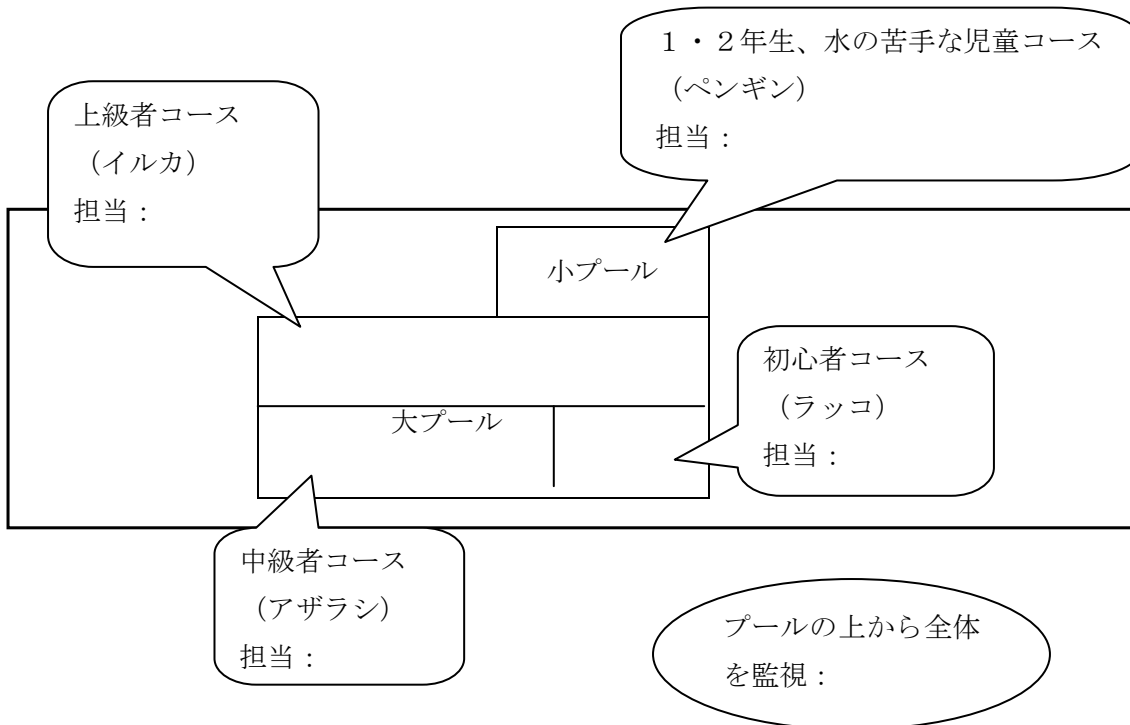 １・２年生、水の苦手な児童コース
（ペンギン）
担当：
上級者コース
（イルカ）
担当：
小プール
初心者コース
（ラッコ）
担当：
大プール
中級者コース
（アザラシ）
担当：
プールの上から全体
を監視：